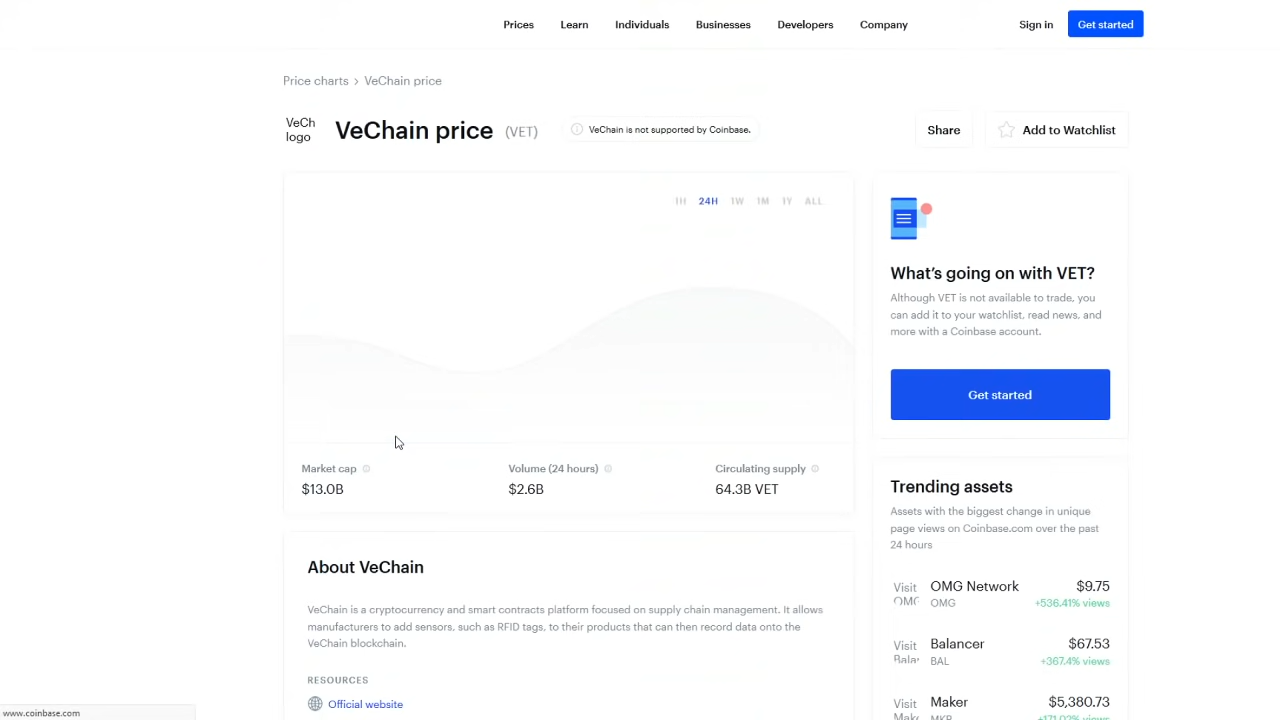 Prices Learn Individuals Businesses Developers Company Sign in Get started
Price charts › VeChain price
VeCh
logo
VeChain price (VET)
VeChain is not supported by Coinbase.
Share
Add to Watchlist
1H 24H 1W 1M 1Y ALL
Market cap
$13.0B
Volume (24 hours)
$2.6B
Circulating supply
64.3B VET
About VeChain
VeChain is a cryptocurrency and smart contracts platform focused on supply chain management. It allows
manufacturers to add sensors, such as RFID tags, to their products that can then record data onto the
VeChain blockchain.
RESOURCES
Official website
What's going on with VET?
Although VET is not available to trade, you
can add it to your watchlist, read news, and
more with a Coinbase account.
Get started
Trending assets
Assets with the biggest change in unique
page views on Coinbase.com over the past
24 hours
Visit OMG Network $9.75
OMG OMG +536.41% views
Visit Balancer $67.53
Bala BAL +367.4% views
Visit Maker $5,380.73
Make MKR +171.02% views
www.coinbase.com